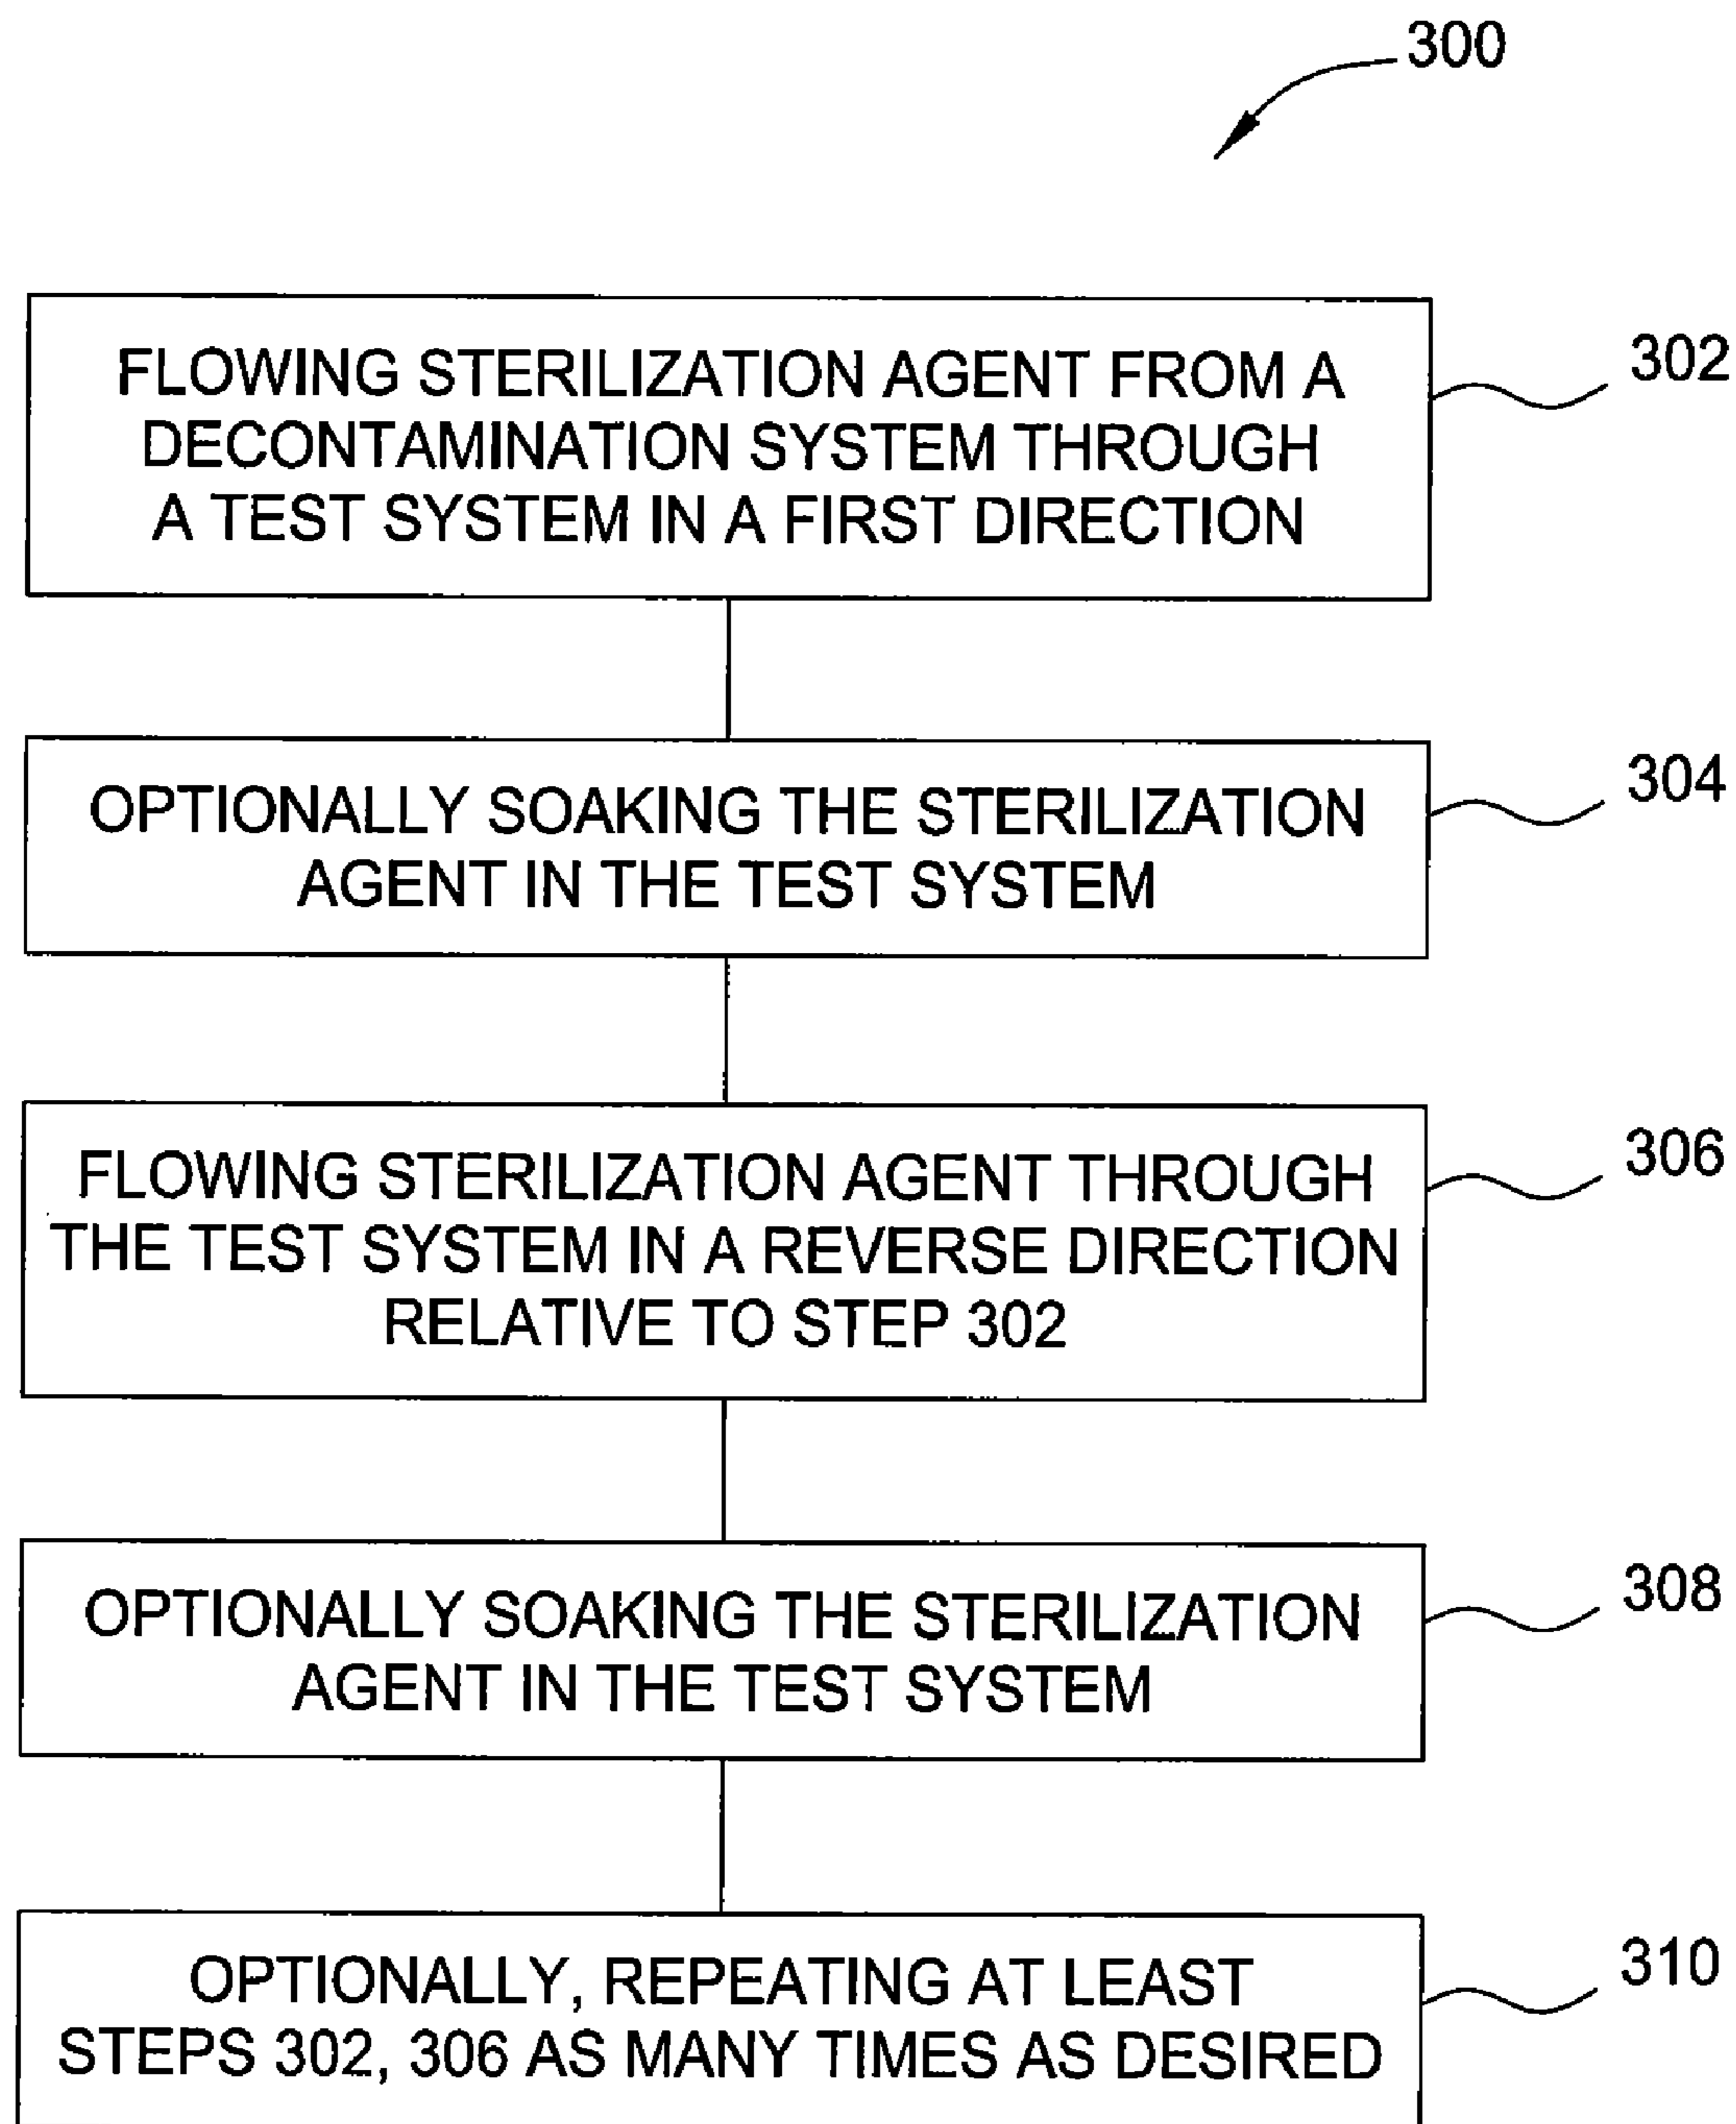 300
FLOWING STERILIZATION AGENT FROM A
DECONTAMINATION SYSTEM THROUGH
A TEST SYSTEM IN A FIRST DIRECTION
302
OPTIONALLY SOAKING THE STERILIZATION
AGENT IN THE TEST SYSTEM
304
FLOWING STERILIZATION AGENT THROUGH
THE TEST SYSTEM IN A REVERSE DIRECTION
RELATIVE TO STEP 302
306
OPTIONALLY SOAKING THE STERILIZATION
AGENT IN THE TEST SYSTEM
308
OPTIONALLY, REPEATING AT LEAST
STEPS 302, 306 AS MANY TIMES AS DESIRED
310